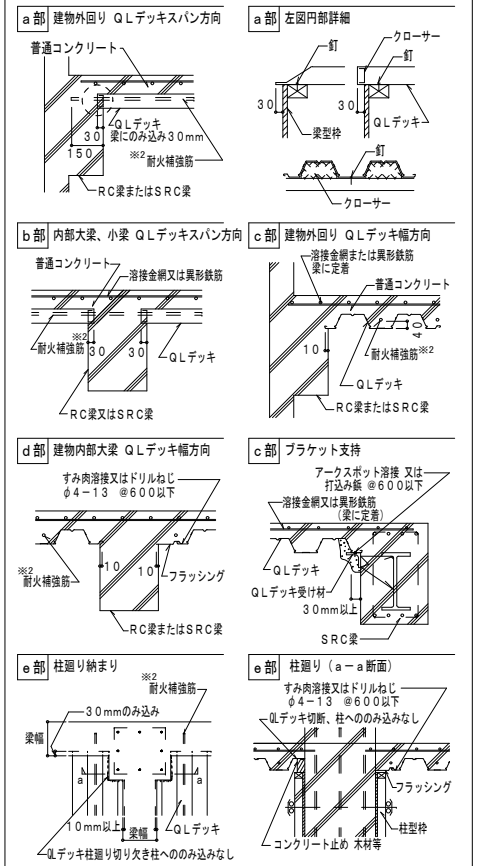 a部 建物外回り QLデッキスパン方向
普通コンクリート
QLデッキ
30 梁にのみ込み30mm
150
※2
耐火補強筋
RC梁またはSRC梁
a部 左図円部詳細
クローサー
釘
釘
30
30
梁型枠
QLデッキ
釘
クローサー
b部 内部大梁、小梁 QLデッキスパン方向
普通コンクリート
溶接金網又は異形鉄筋
※2
耐火補強筋
30
30
QLデッキ
RC梁又はSRC梁
c部 建物外回り QLデッキ幅方向
溶接金網又は異形鉄筋
梁に定着
普通コンクリート
10
40
耐火補強筋※2
QLデッキ
RC梁またはSRC梁
d部 建物内部大梁 QLデッキ幅方向
すみ肉溶接又はドリルねじ
φ4-13 @600以下
※2
耐火補強筋
10
10
フラッシング
RC梁またはSRC梁
c部 ブラケット支持
アークスポット溶接 又は
打込み鋲 @600以下
溶接金網又は異形鉄筋
(梁に定着)
QLデッキ
QLデッキ受け材
30mm以上
SRC梁
e部 柱廻り納まり
※2
耐火補強筋
30mmのみ込み
梁幅
a
a
10mm以上
梁幅
QLデッキ
QLデッキ柱廻り切り欠き柱へののみ込みなし
e部 柱廻り(a-a断面)
すみ肉溶接又はドリルねじ
φ4-13 @600以下
QLデッキ切断、柱へののみ込みなし
フラッシング
柱型枠
コンクリート止め 木材等